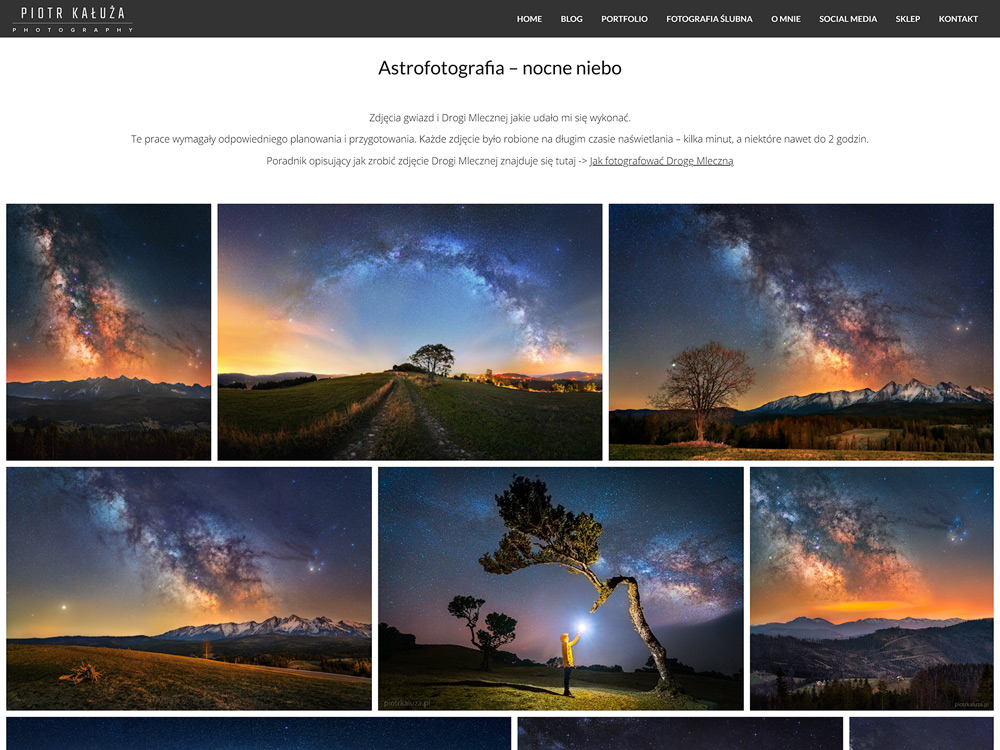 PIOTR KAŁUŻA
PHOTOGRAPHY
HOME BLOG PORTFOLIO FOTOGRAFIA ŚLUBNA O MNIE SOCIAL MEDIA SKLEP KONTAKT
Astrofotografia – nocne niebo
Zdjęcia gwiazd i Drogi Mlecznej jakie udało mi się wykonać.
Te prace wymagały odpowiedniego planowania i przygotowania. Każde zdjęcie było robione na długim czasie naświetlania – kilka minut, a niektóre nawet do 2 godzin.
Poradnik opisujący jak zrobić zdjęcie Drogi Mlecznej znajduje się tutaj -> Jak fotografować Drogę Mleczną
piotrkaluza.pl
piotrkaluza.pl